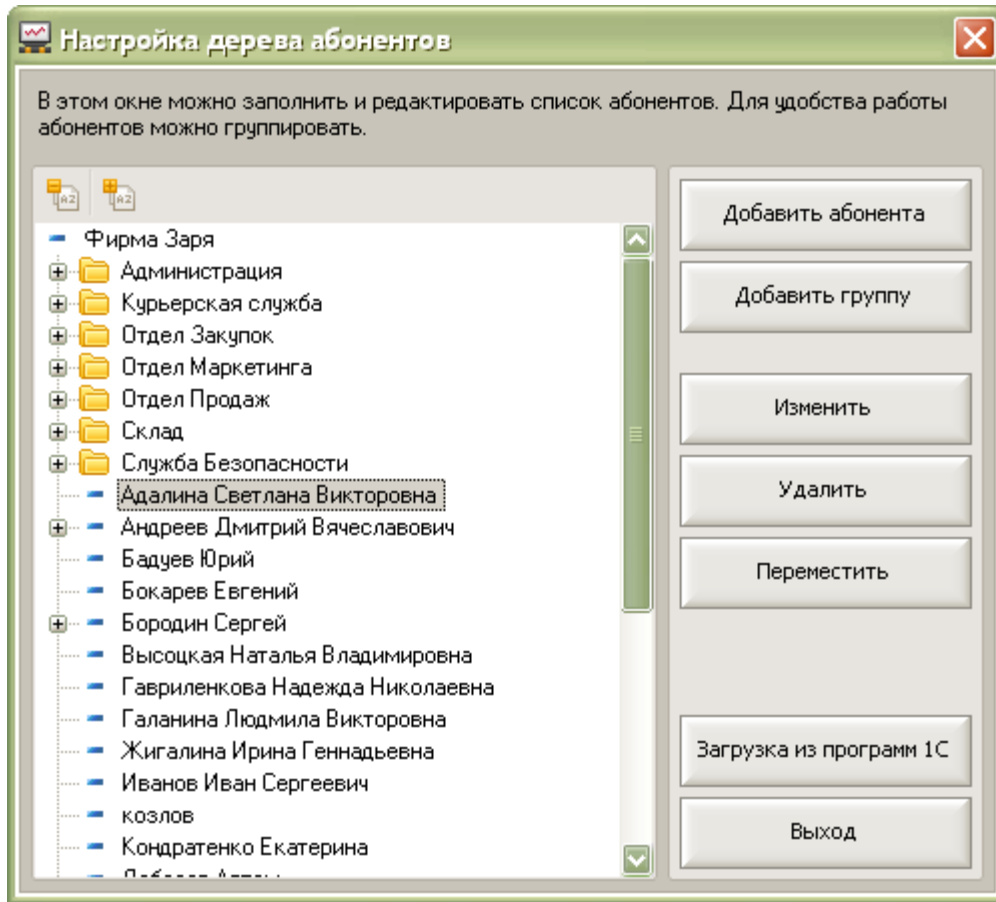 Настройка дерева абонентов
В этом окне можно заполнить и редактировать список абонентов. Для удобства работы
абонентов можно группировать.
Фирма Заря
Администрация
Курьерская служба
Отдел Закупок
Отдел Маркетинга
Отдел Продаж
Склад
Служба Безопасности
Адалина Светлана Викторовна
Андреев Дмитрий Вячеславович
Бадуев Юрий
Бокарев Евгений
Бородин Сергей
Высоцкая Наталья Владимировна
Гавриленкова Надежда Николаевна
Галанина Людмила Викторовна
Жигалина Ирина Геннадьевна
Иванов Иван Сергеевич
козлов
Кондратенко Екатерина
Добавить абонента
Добавить группу
Изменить
Удалить
Переместить
Загрузка из программ 1С
Выход